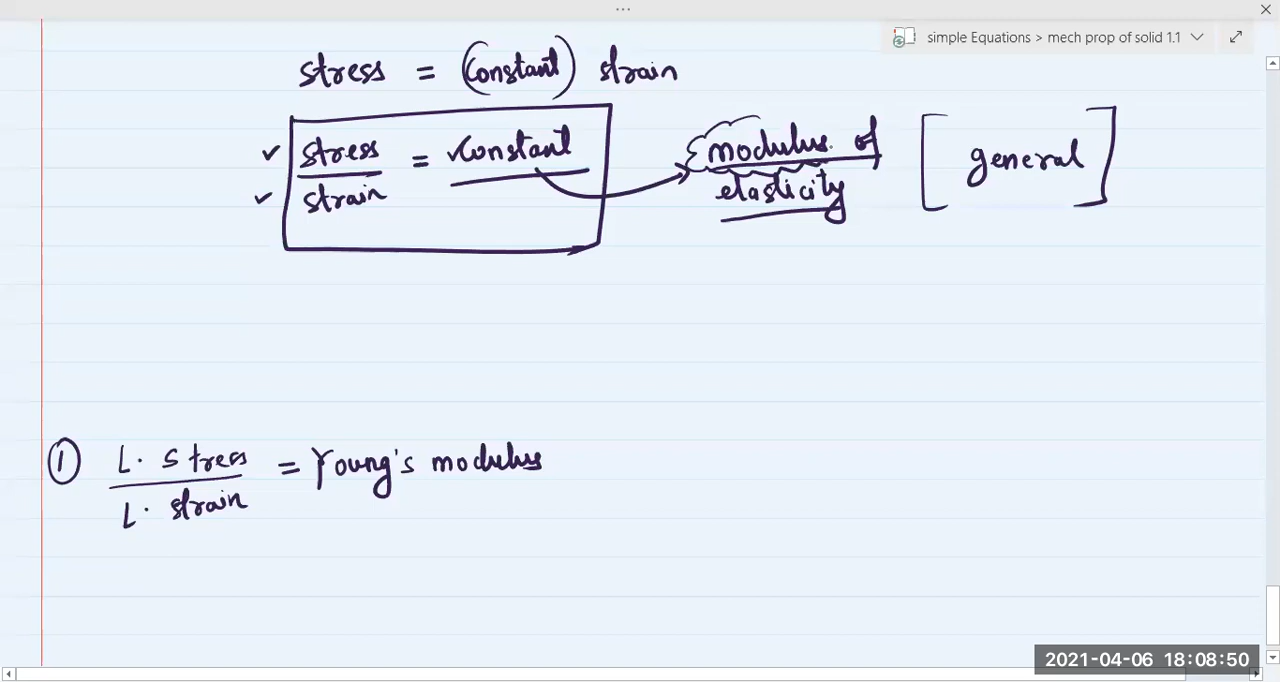 simple Equations > mech prop of solid 1.1
stress = (constant) strain
stress
strain = constant
modulus of
elasticity
[general]
① L. stress
L. strain = Young's modulus
2021-04-06 18:08:50